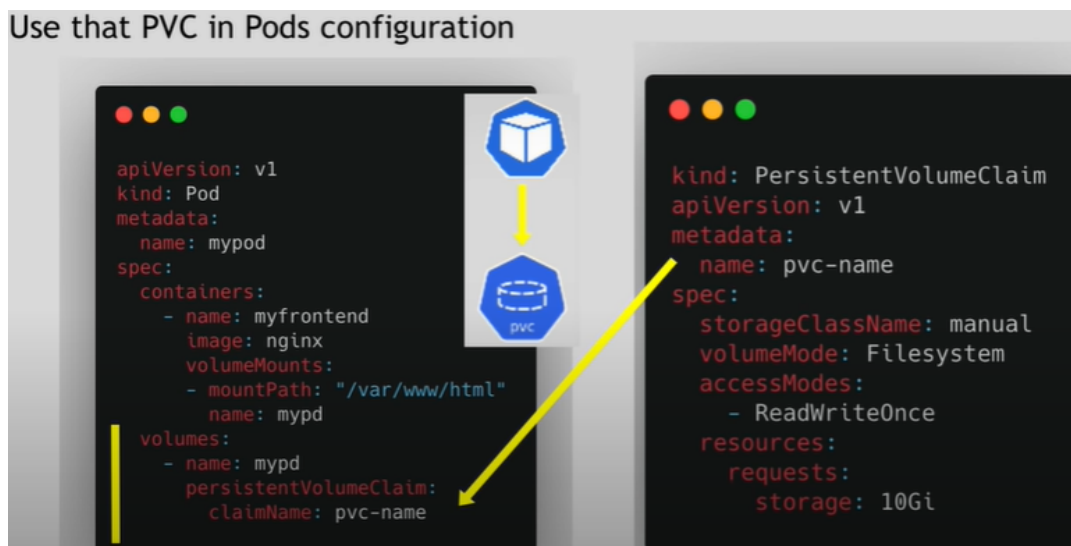 Use that PVC in Pods configuration
apiVersion: v1
kind: Pod
metadata:
  name: mypod
spec:
  containers:
    - name: myfrontend
      image: nginx
      volumeMounts:
      - mountPath: "/var/www/html"
        name: mypd
  volumes:
    - name: mypd
      persistentVolumeClaim:
        claimName: pvc-name
pvc
kind: PersistentVolumeClaim
apiVersion: v1
metadata:
  name: pvc-name
spec:
  storageClassName: manual
  volumeMode: Filesystem
  accessModes:
    - ReadWriteOnce
  resources:
    requests:
      storage: 10Gi